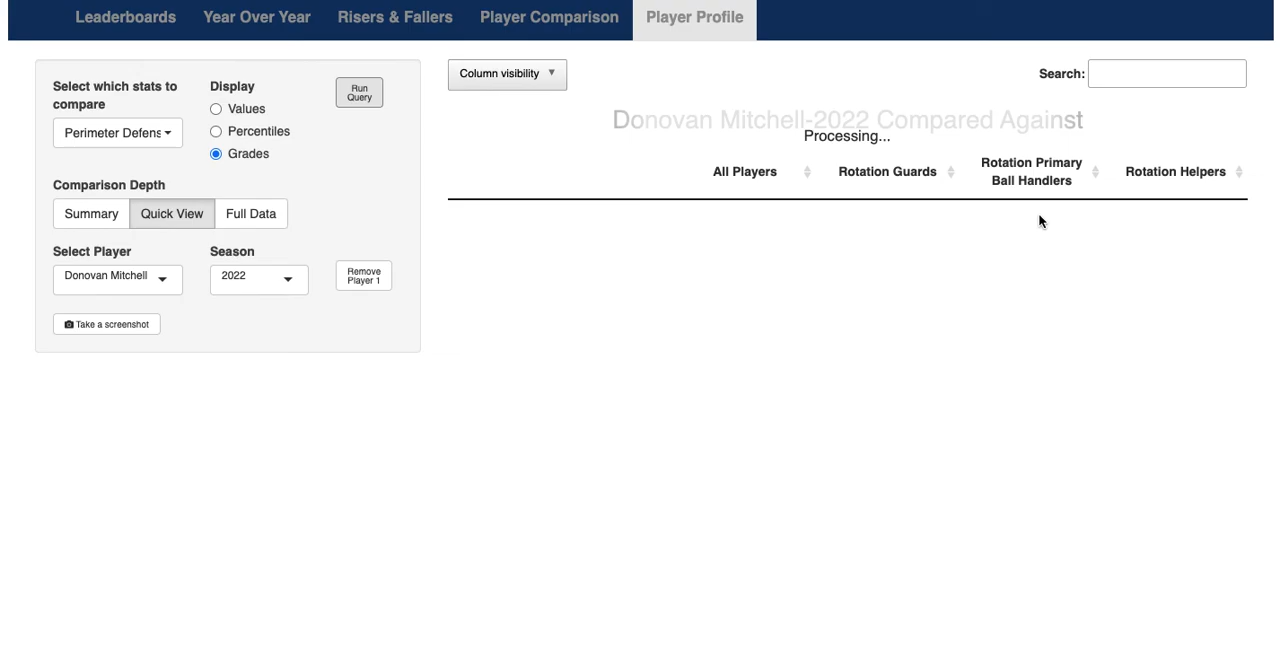 Leaderboards Year Over Year Risers & Fallers Player Comparison Player Profile
Select which stats to
compare
Perimeter Defens
Display
Values
Percentiles
Grades
Run
Query
Comparison Depth
Summary Quick View Full Data
Select Player
Donovan Mitchell
Season
2022
Remove
Player 1
Take a screenshot
Column visibility
Search:
Donovan Mitchell-2022 Compared Against
Processing...
All Players
Rotation Guards
Rotation Primary
Ball Handlers
Rotation Helpers